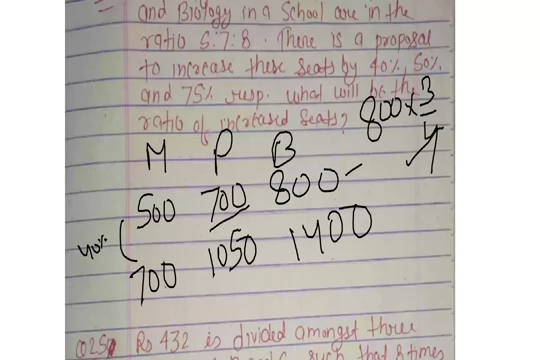 and Biology in a School are in the
ratio 5:7:8. There is a proposal
to increase these seats by 40%, 50%
and 75% resp. what will be the
ratio of increased seats?
800 × 3/4
M P B
500 700 800
40%
700 1050 1400
Q25. Rs 432 is divided amongst three
such that 8 times